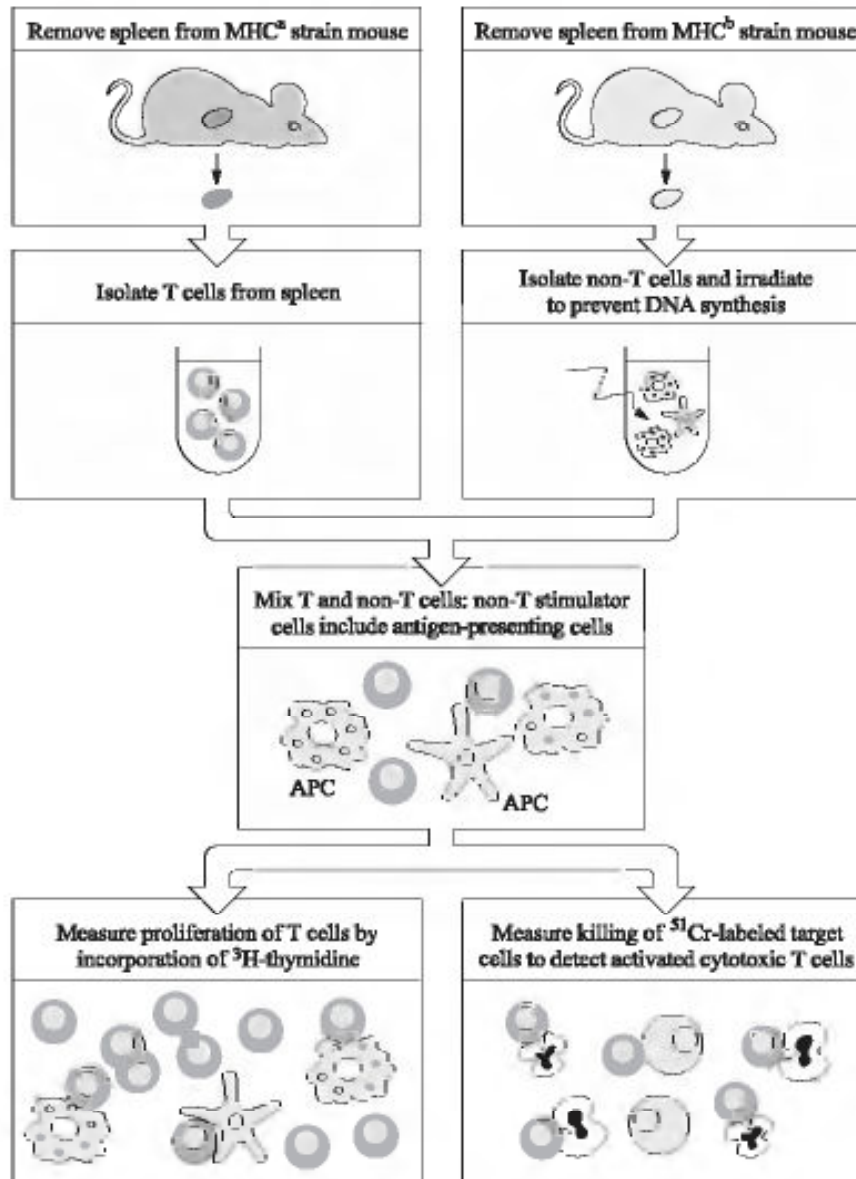 Remove spleen from MHCᵃ strain mouse
Remove spleen from MHCᵇ strain mouse
Isolate T cells from spleen
Isolate non-T cells and irradiate
to prevent DNA synthesis
Mix T and non-T cells: non-T stimulator
cells include antigen-presenting cells
APC
APC
Measure proliferation of T cells by
incorporation of ³H-thymidine
Measure killing of ⁵¹Cr-labeled target
cells to detect activated cytotoxic T cells